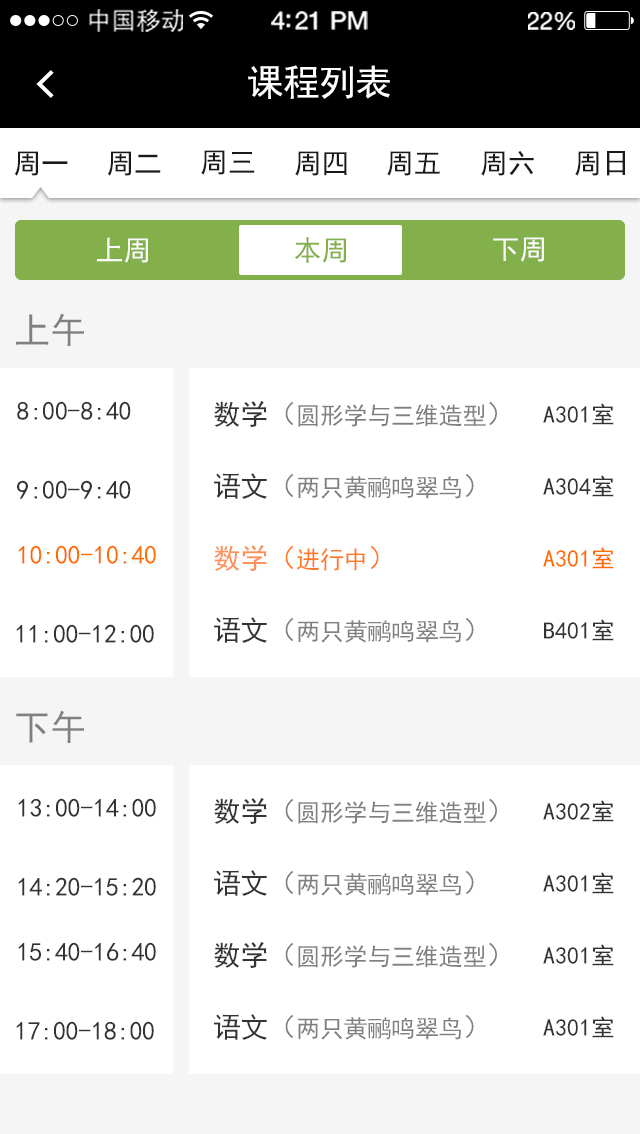 中国移动 4:21 PM 22%
课程列表
周一 周二 周三 周四 周五 周六 周日
上周 本周 下周
上午
8:00-8:40 数学（圆形学与三维造型） A301室
9:00-9:40 语文（两只黄鹂鸣翠鸟） A304室
10:00-10:40 数学（进行中） A301室
11:00-12:00 语文（两只黄鹂鸣翠鸟） B401室
下午
13:00-14:00 数学（圆形学与三维造型） A302室
14:20-15:20 语文（两只黄鹂鸣翠鸟） A301室
15:40-16:40 数学（圆形学与三维造型） A301室
17:00-18:00 语文（两只黄鹂鸣翠鸟） A301室